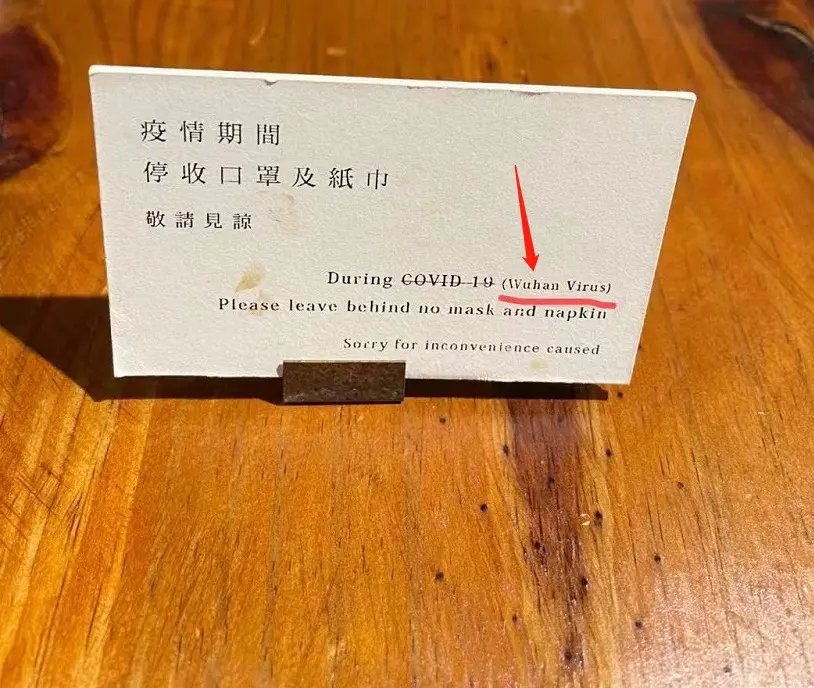 疫情期間
停收口罩及紙巾
敬請見諒
During COVID 19 (Wuhan Virus)
Please leave behind no mask and napkin
Sorry for inconvenience caused